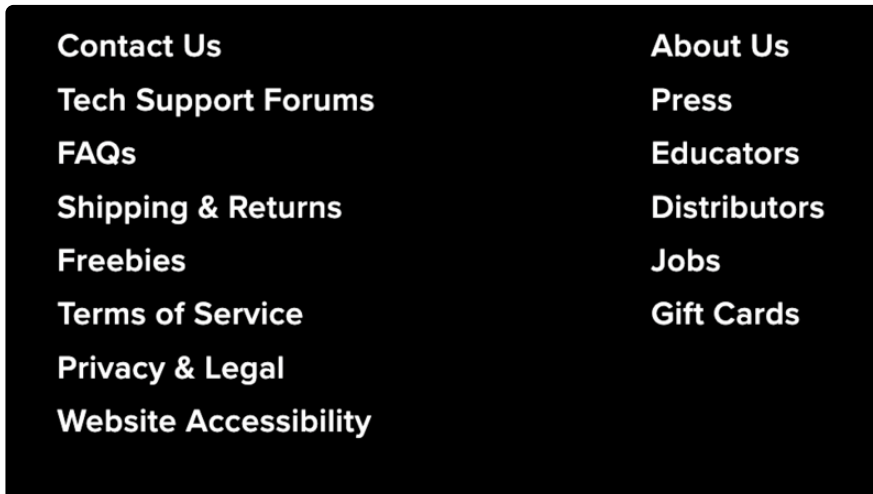 Contact Us
Tech Support Forums
FAQs
Shipping & Returns
Freebies
Terms of Service
Privacy & Legal
Website Accessibility
About Us
Press
Educators
Distributors
Jobs
Gift Cards